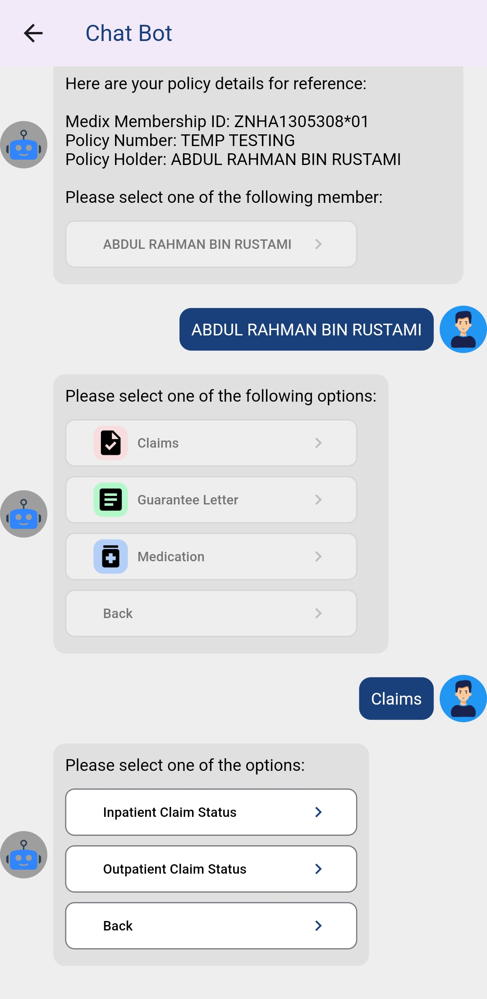 Chat Bot
Here are your policy details for reference:
Medix Membership ID: ZNHA1305308*01
Policy Number: TEMP TESTING
Policy Holder: ABDUL RAHMAN BIN RUSTAMI
Please select one of the following member:
ABDUL RAHMAN BIN RUSTAMI
ABDUL RAHMAN BIN RUSTAMI
Please select one of the following options:
Claims
Guarantee Letter
Medication
Back
Claims
Please select one of the options:
Inpatient Claim Status
Outpatient Claim Status
Back